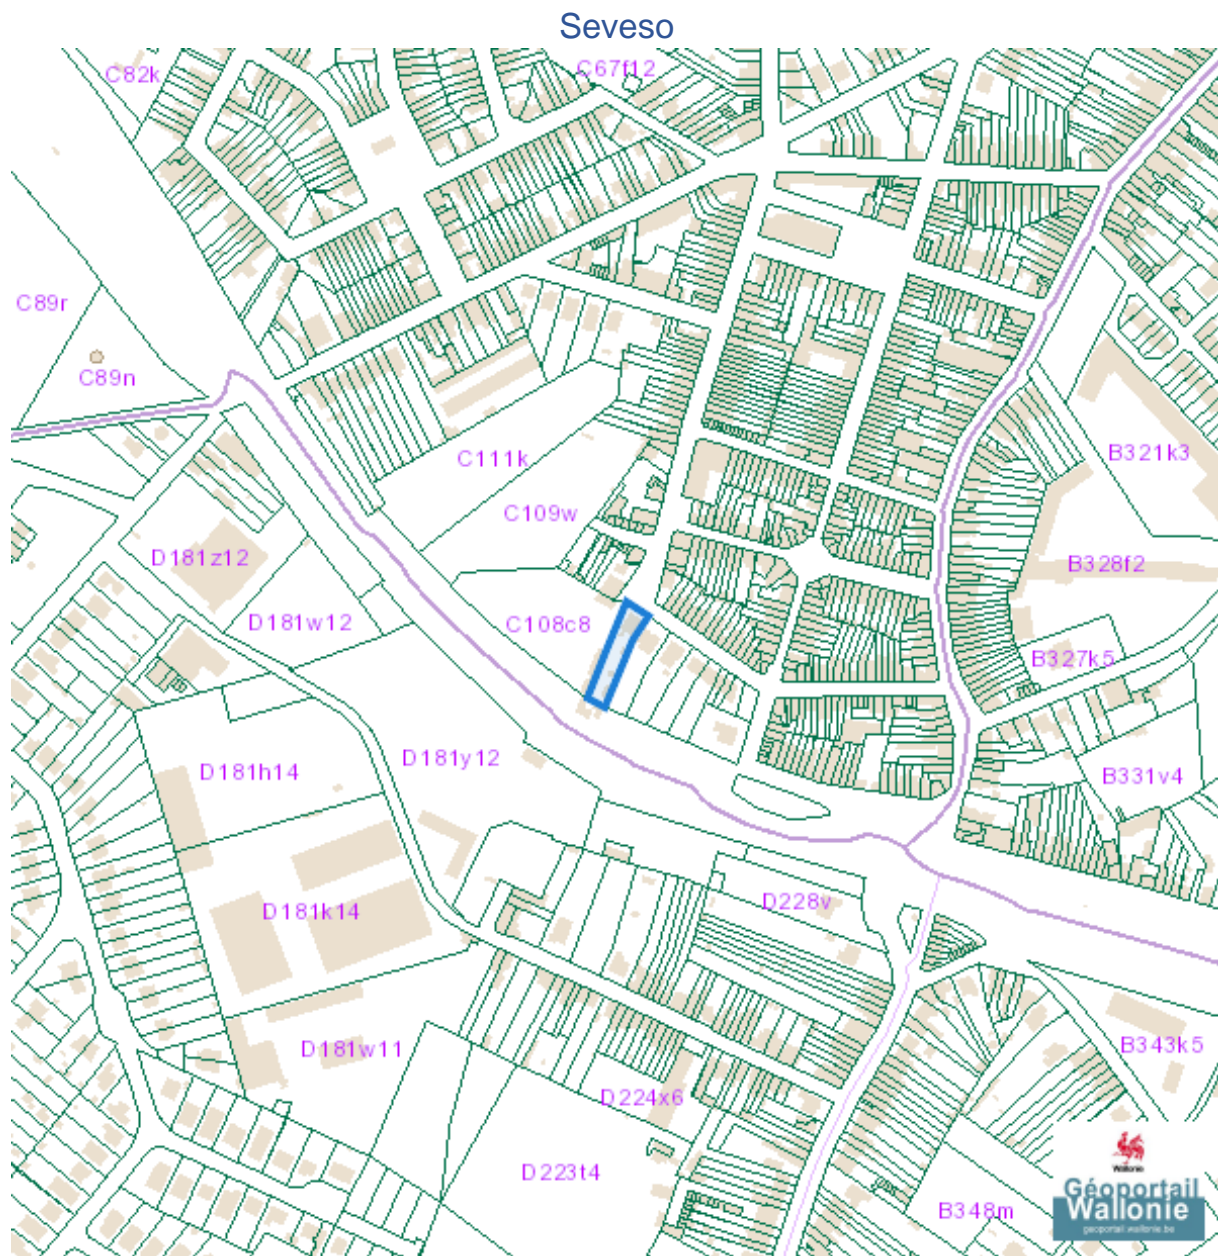 Seveso
C82k
C67f12
C89r
C89n
C111k
B321k3
C109w
D181z12
B328f2
D181w12
C108c8
B327k5
D181h14
D181y12
B331v4
D181k14
D228v
D181w11
B343k5
D224x6
D223t4
B348m
Wallonie
Géoportail
Wallonie
geoportail.wallonie.be